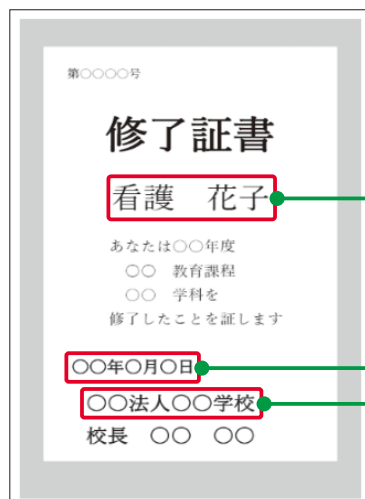 第○○○○号
修了証書
看護 花子
あなたは○○年度
○○ 教育課程
○○ 学科を
修了したことを証します
○○年○月○日
○○法人○○学校
校長 ○○ ○○